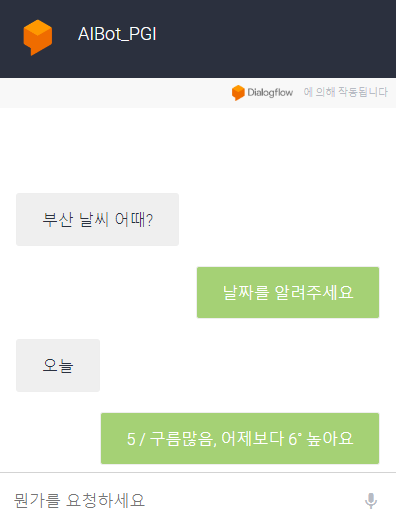 AIBot_PGI
Dialogflow 에 의해 작동됩니다
부산 날씨 어때?
날짜를 알려주세요
오늘
5 / 구름많음, 어제보다 6˚ 높아요
뭔가를 요청하세요